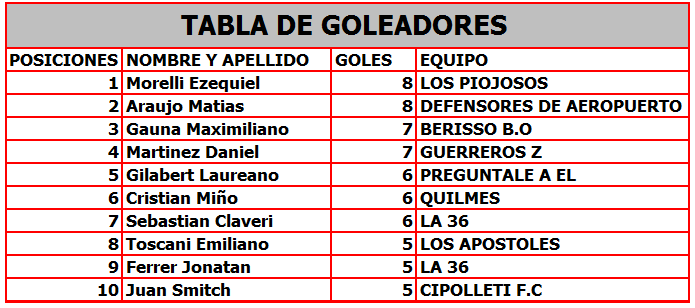 TABLA DE GOLEADORES
POSICIONES NOMBRE Y APELLIDO GOLES EQUIPO
1 Morelli Ezequiel 8 LOS PIOJOSOS
2 Araujo Matias 8 DEFENSORES DE AEROPUERTO
3 Gauna Maximiliano 7 BERISSO B.O
4 Martinez Daniel 7 GUERREROS Z
5 Gilabert Laureano 6 PREGUNTALE A EL
6 Cristian Miño 6 QUILMES
7 Sebastian Claveri 6 LA 36
8 Toscani Emiliano 5 LOS APOSTOLES
9 Ferrer Jonatan 5 LA 36
10 Juan Smitch 5 CIPOLLETI F.C